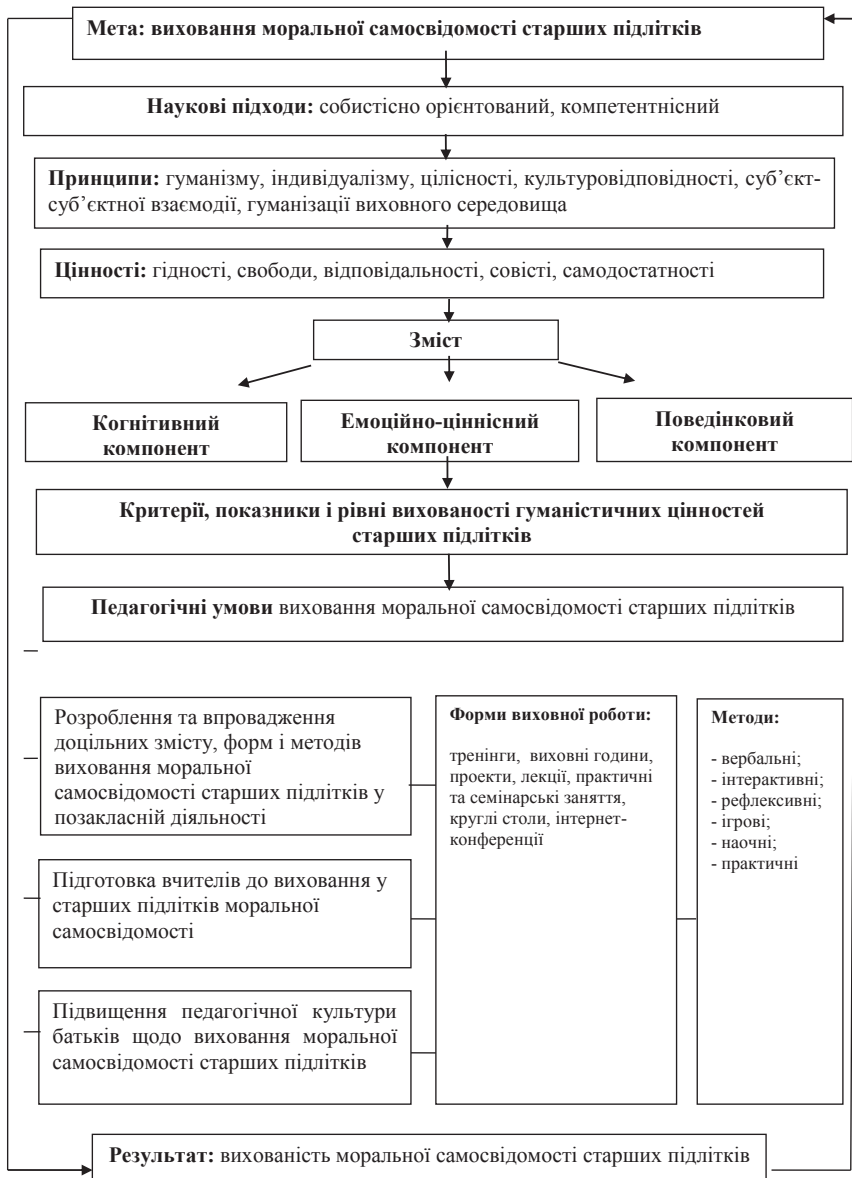 Мета: виховання моральної самосвідомості старших підлітків
Наукові підходи: собистісно орієнтований, компетентнісний
Принципи: гуманізму, індивідуалізму, цілісності, культуровідповідності, суб’єкт-
суб’єктної взаємодії, гуманізації виховного середовища
Цінності: гідності, свободи, відповідальності, совісті, самодостатності
Зміст
Когнітивний
компонент
Емоційно-ціннісний
компонент
Поведінковий
компонент
Критерії, показники і рівні вихованості гуманістичних цінностей
старших підлітків
Педагогічні умови виховання моральної самосвідомості старших підлітків
Розроблення та впровадження
доцільних змісту, форм і методів
виховання моральної
самосвідомості старших підлітків у
позакласній діяльності
Підготовка вчителів до виховання у
старших підлітків моральної
самосвідомості
Підвищення педагогічної культури
батьків щодо виховання моральної
самосвідомості старших підлітків
Форми виховної роботи:
тренінги, виховні години,
проекти, лекції, практичні
та семінарські заняття,
круглі столи, інтернет-
конференції
Методи:
- вербальні;
- інтерактивні;
- рефлексивні;
- ігрові;
- наочні;
- практичні
Результат: вихованість моральної самосвідомості старших підлітків